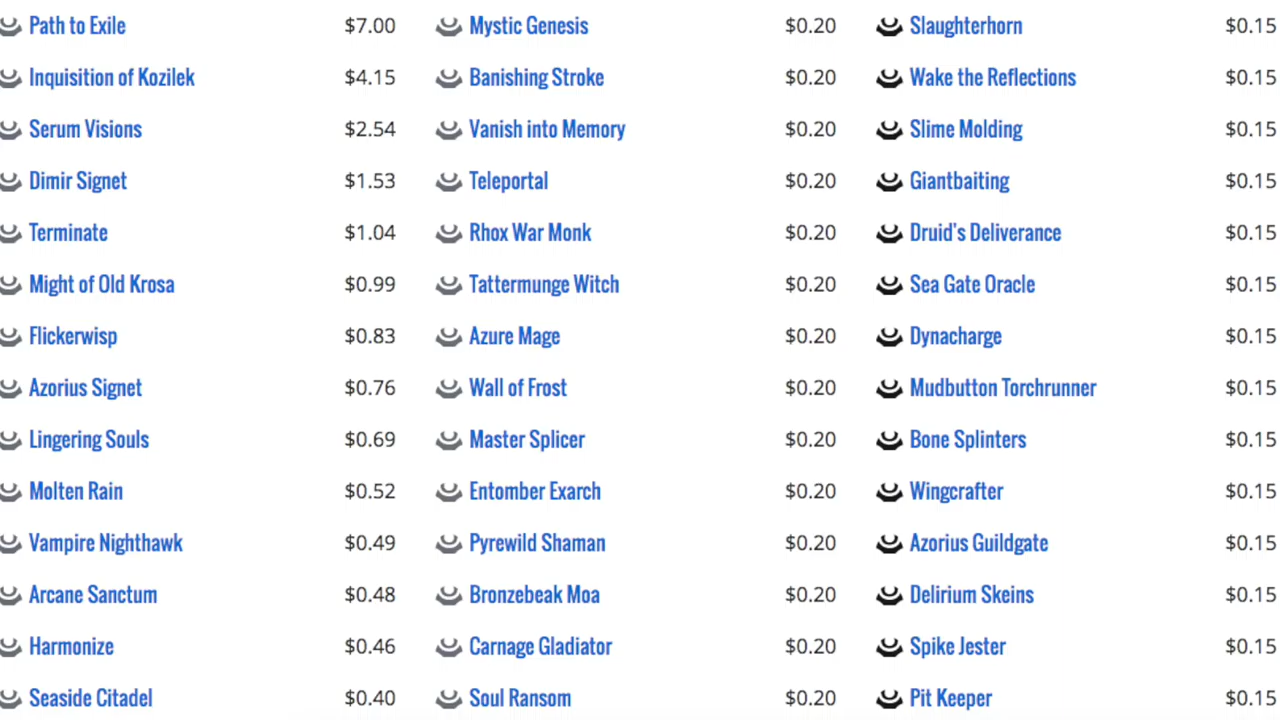 Path to Exile $7.00 Mystic Genesis $0.20 Slaughterhorn $0.15
Inquisition of Kozilek $4.15 Banishing Stroke $0.20 Wake the Reflections $0.15
Serum Visions $2.54 Vanish into Memory $0.20 Slime Molding $0.15
Dimir Signet $1.53 Teleportal $0.20 Giantbaiting $0.15
Terminate $1.04 Rhox War Monk $0.20 Druid's Deliverance $0.15
Might of Old Krosa $0.99 Tattermunge Witch $0.20 Sea Gate Oracle $0.15
Flickerwisp $0.83 Azure Mage $0.20 Dynacharge $0.15
Azorius Signet $0.76 Wall of Frost $0.20 Mudbutton Torchrunner $0.15
Lingering Souls $0.69 Master Splicer $0.20 Bone Splinters $0.15
Molten Rain $0.52 Entomber Exarch $0.20 Wingcrafter $0.15
Vampire Nighthawk $0.49 Pyrewild Shaman $0.20 Azorius Guildgate $0.15
Arcane Sanctum $0.48 Bronzebeak Moa $0.20 Delirium Skeins $0.15
Harmonize $0.46 Carnage Gladiator $0.20 Spike Jester $0.15
Seaside Citadel $0.40 Soul Ransom $0.20 Pit Keeper $0.15